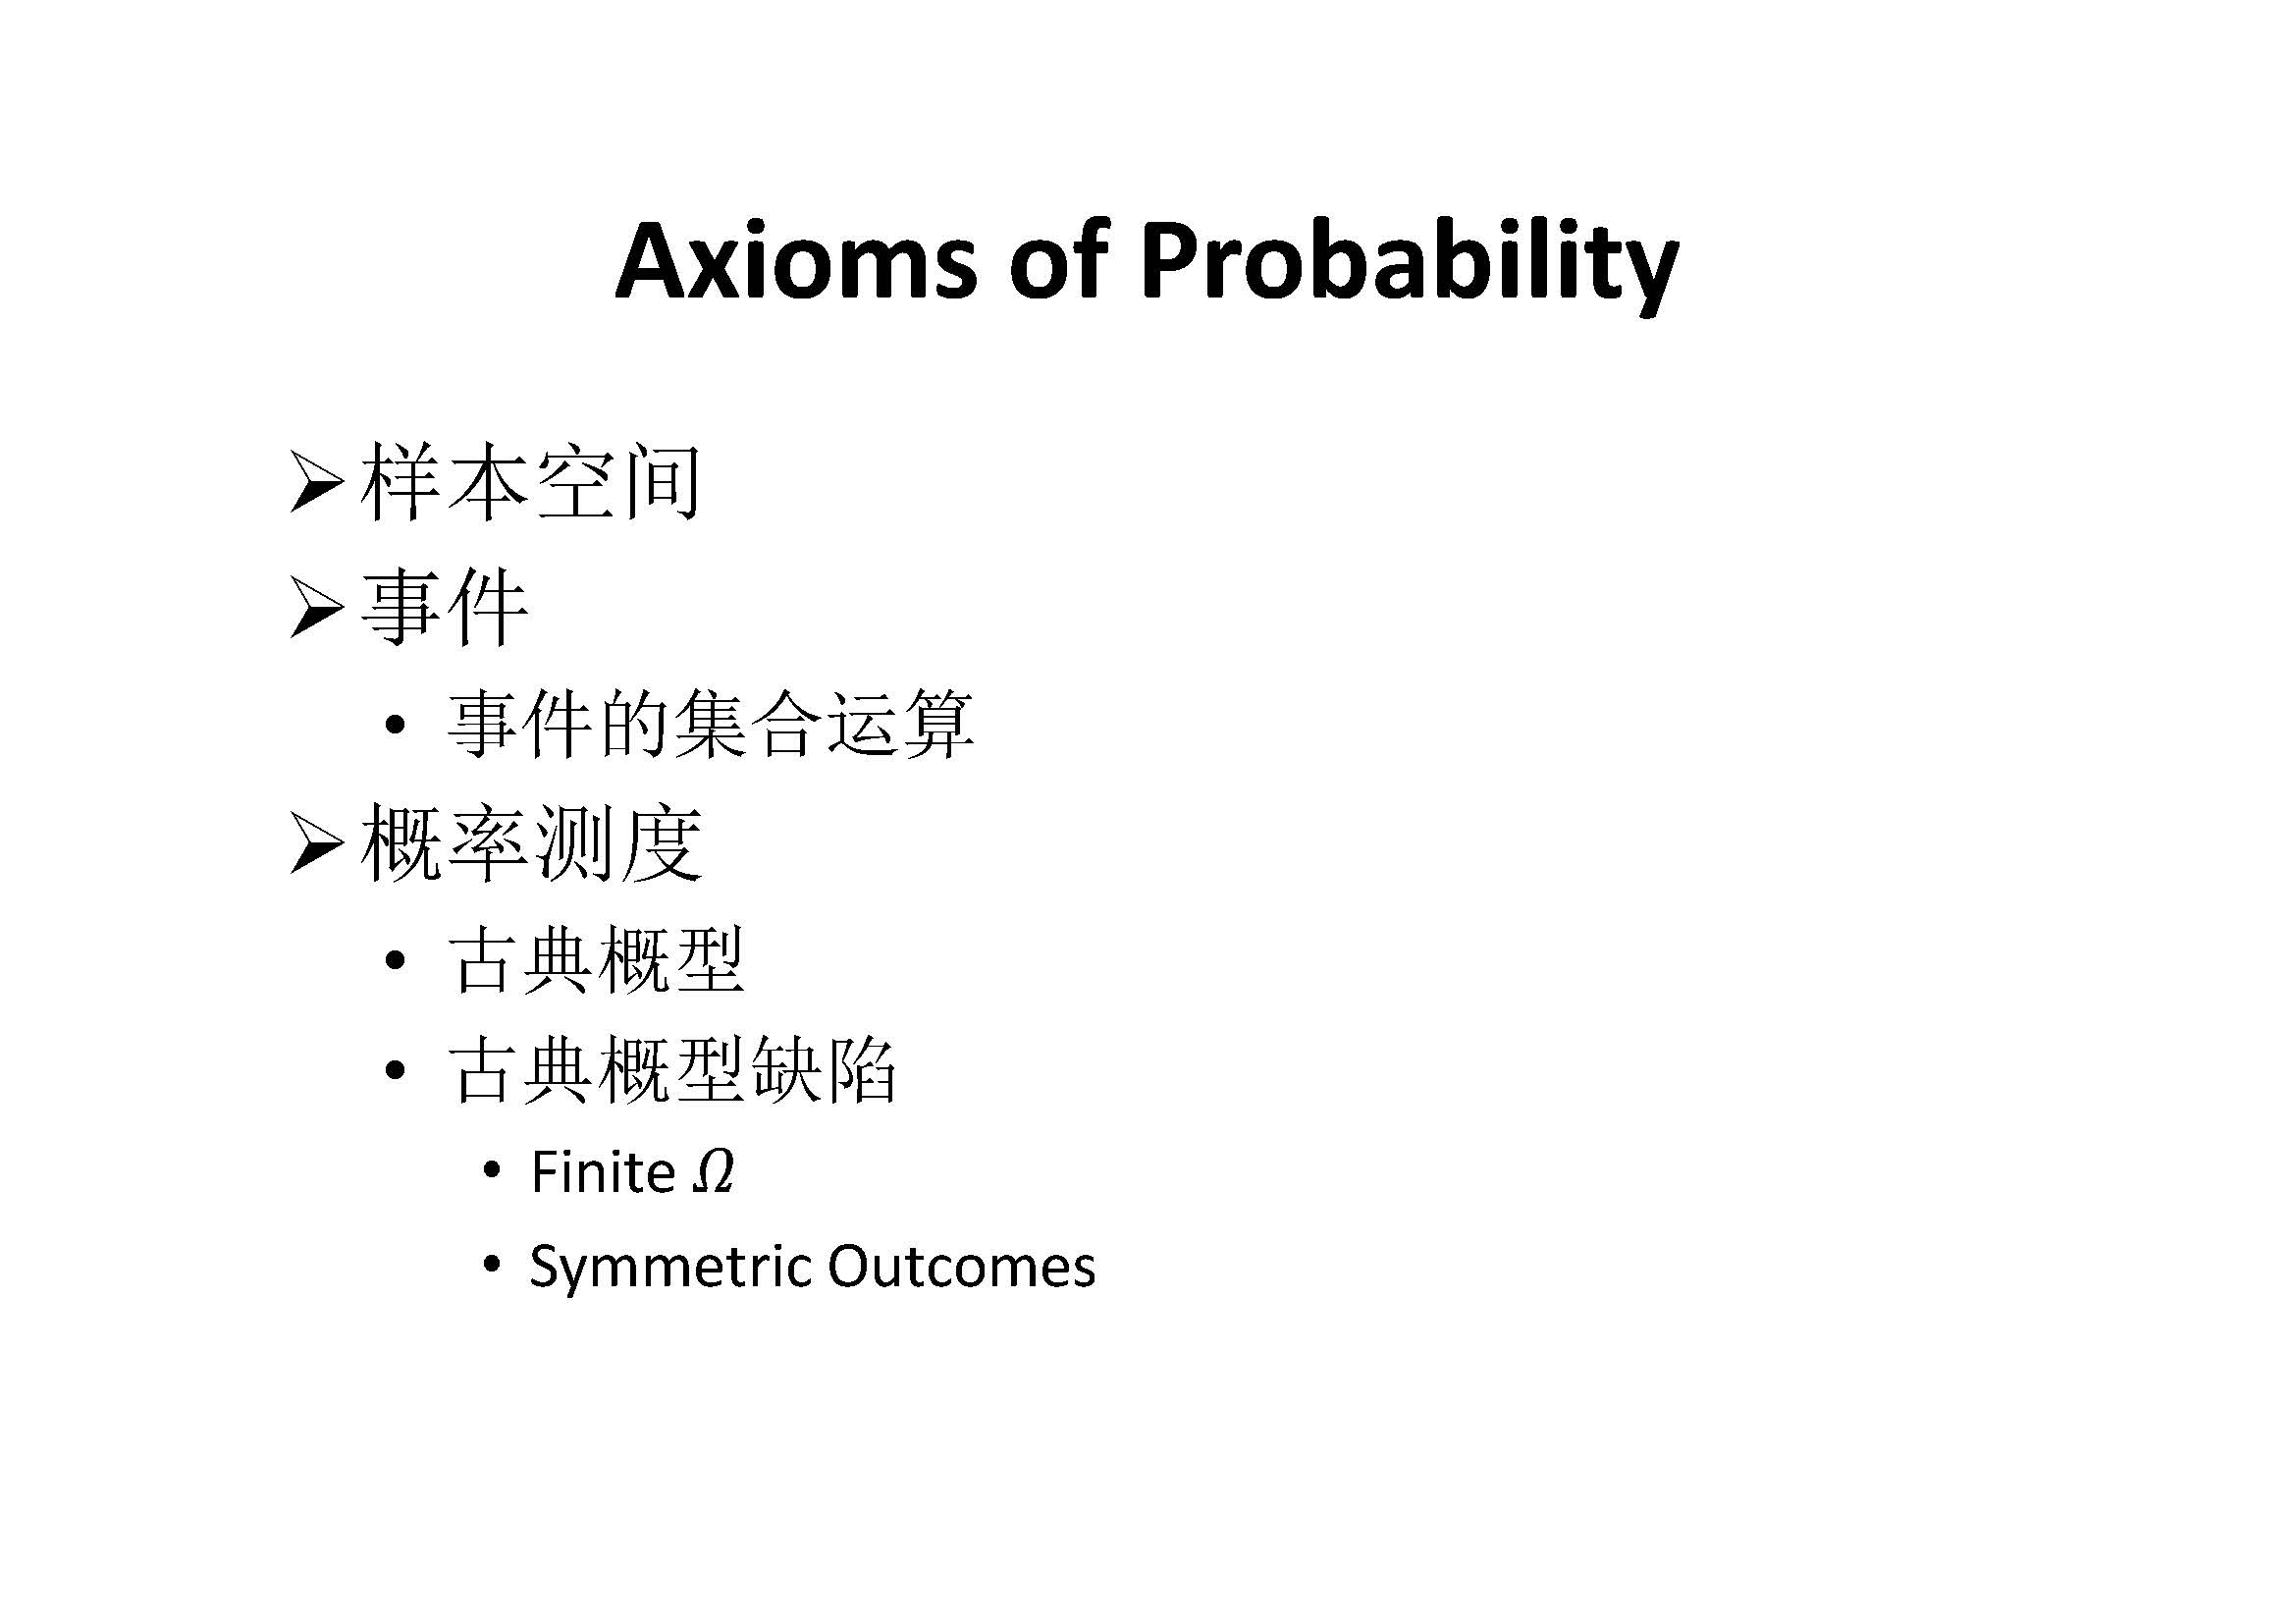 Axioms of Probability
➢样本空间
➢事件
• 事件的集合运算
➢概率测度
• 古典概型
• 古典概型缺陷
• Finite Ω
• Symmetric Outcomes